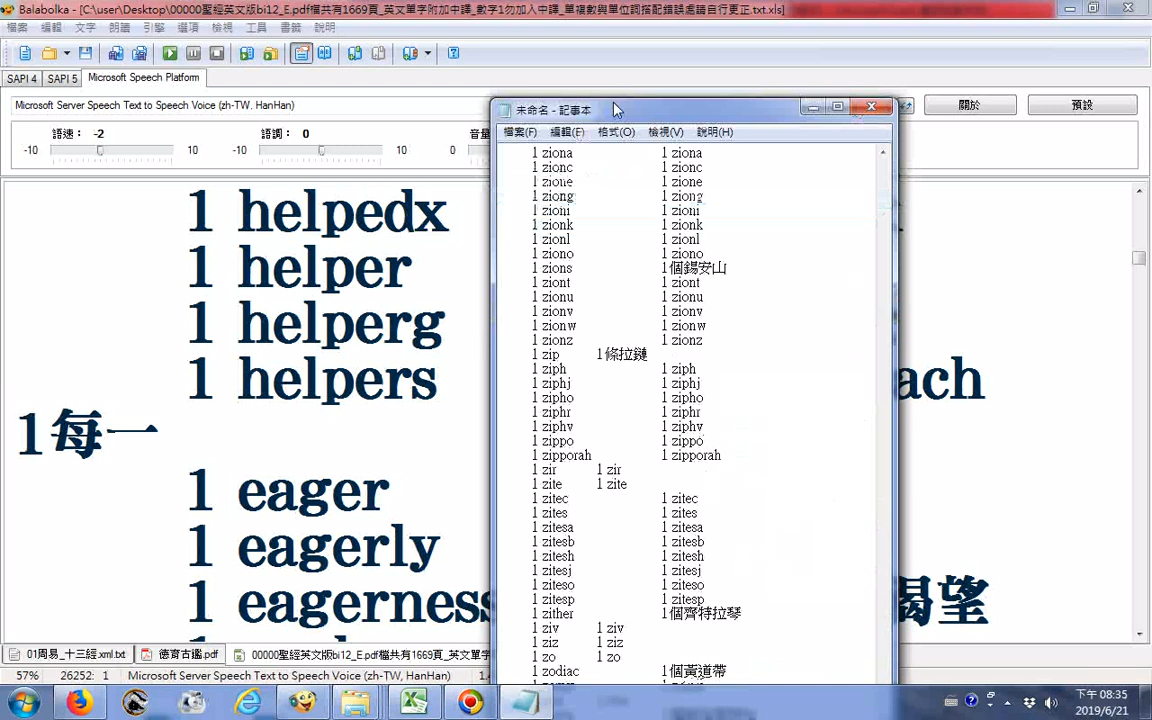 Balabolka - [C:\user\Desktop\00000聖經英文版bi12_E.pdf檔共有1669頁_英文單字附加中譯_數字1勿加入中譯_單複數與單位詞搭配錯誤處請自行更正.txt.xls]
檔案 編輯 文字 朗讀 引擎 選項 檢視 工具 書籤 說明
SAPI 4 SAPI 5 Microsoft Speech Platform
Microsoft Server Speech Text to Speech Voice (zh-TW, HanHan)
關於 預設
語速： -2 語調： 0 音量
-10 10 -10 10 0
未命名 - 記事本
檔案(F) 編輯(E) 格式(O) 檢視(V) 說明(H)
1 ziona 1 ziona
1 zionc 1 zionc
1 zione 1 zione
1 ziong 1 ziong
1 zioni 1 zioni
1 zionk 1 zionk
1 zionl 1 zionl
1 ziono 1 ziono
1 zions 1個錫安山
1 ziont 1 ziont
1 zionu 1 zionu
1 zionv 1 zionv
1 zionw 1 zionw
1 zionz 1 zionz
1 zip 1條拉鏈
1 ziph 1 ziph
1 ziphj 1 ziphj
1 zipho 1 zipho
1 ziphr 1 ziphr
1 ziphv 1 ziphv
1 zippo 1 zippo
1 zipporah 1 zipporah
1 zir 1 zir
1 zite 1 zite
1 zitec 1 zitec
1 zites 1 zites
1 zitesa 1 zitesa
1 zitesb 1 zitesb
1 zitesh 1 zitesh
1 zitesj 1 zitesj
1 ziteso 1 ziteso
1 zitesp 1 zitesp
1 zither 1個齊特拉琴
1 ziv 1 ziv
1 ziz 1 ziz
1 zo 1 zo
1 zodiac 1個黃道帶
1 helpedx
1 helper
1 helperg
1 helpers ach
1每一
1 eager
1 eagerly
1 eagerness 渴望
01周易_十三經.xml.txt 德育古鑑.pdf 00000聖經英文版bi12_E.pdf檔共有1669頁_英文單字
57% 26252: 1 Microsoft Server Speech Text to Speech Voice (zh-TW, HanHan)
下午 08:35
2019/6/21